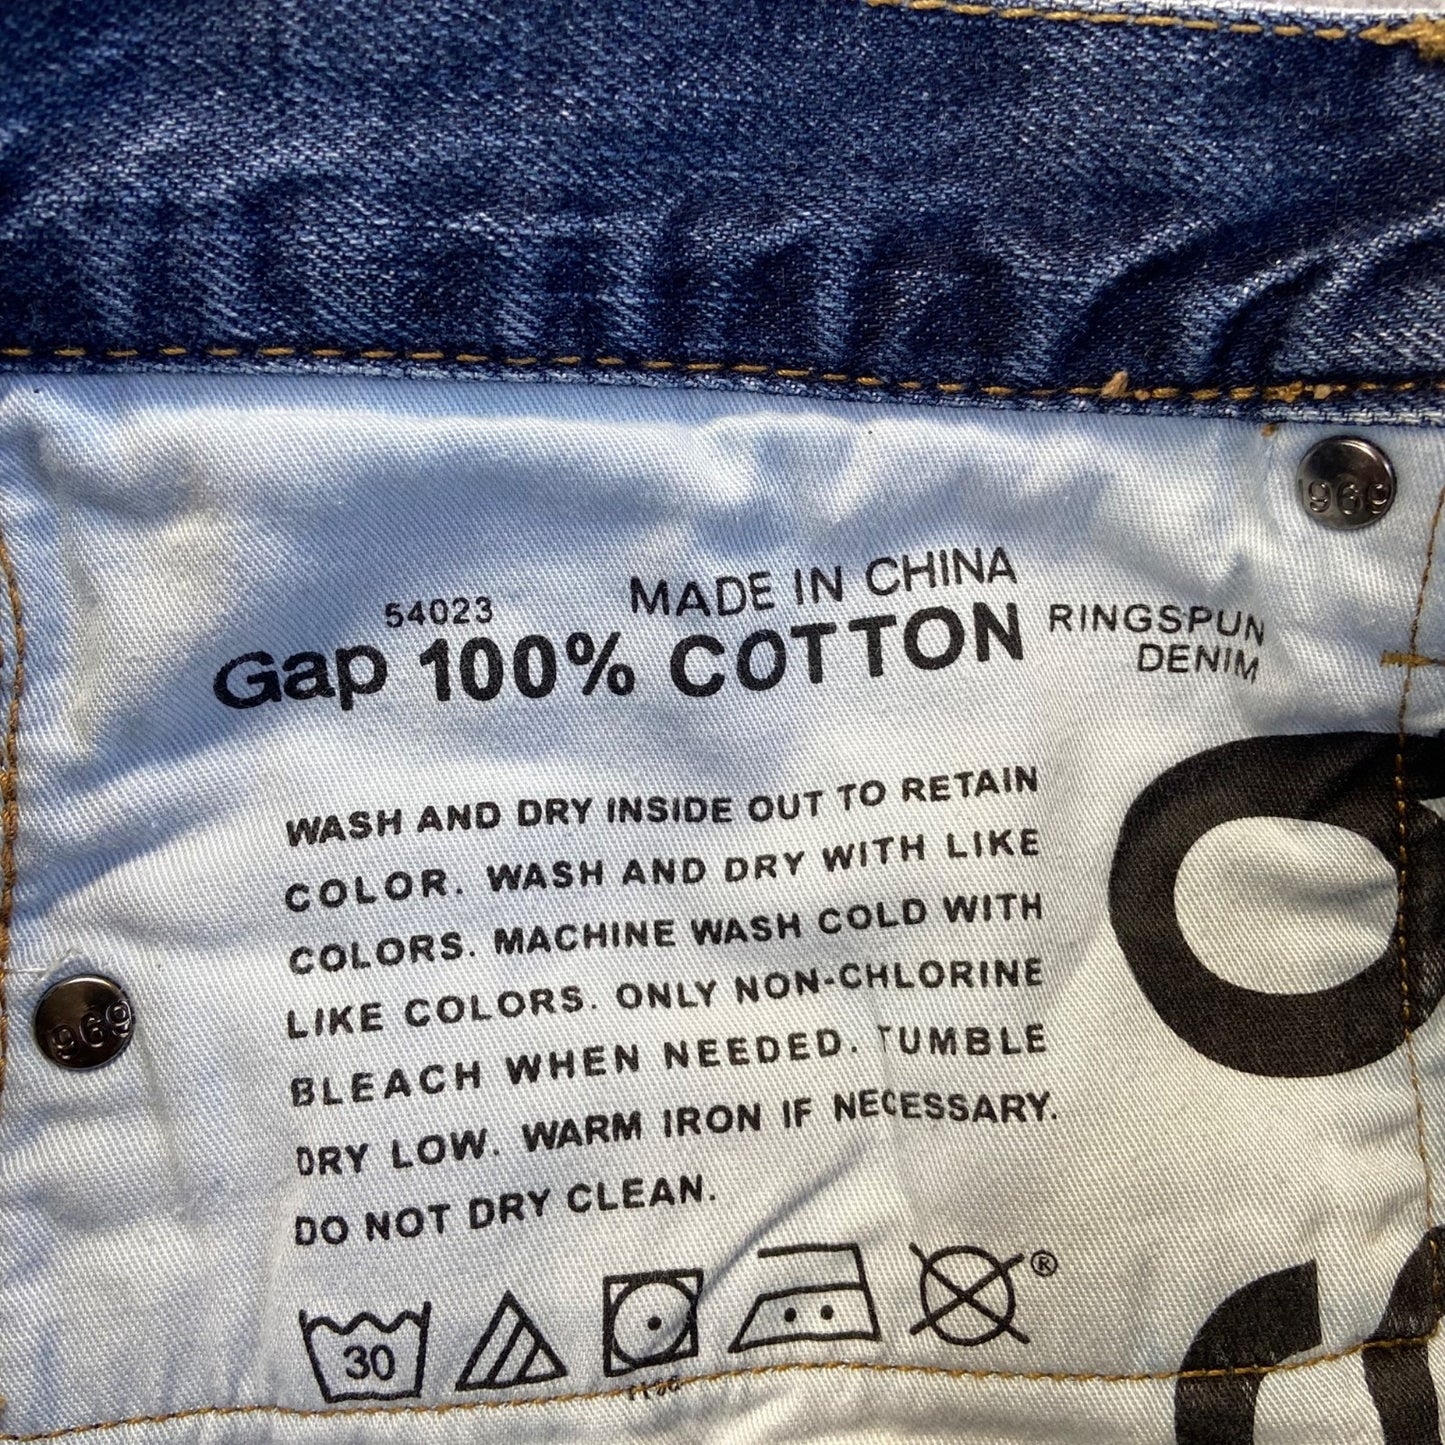 1969
54023
MADE IN CHINA
Gap 100% COTTON
RINGSPUN
DENIM
WASH AND DRY INSIDE OUT TO RETAIN
COLOR. WASH AND DRY WITH LIKE
COLORS. MACHINE WASH COLD WITH
LIKE COLORS. ONLY NON-CHLORINE
BLEACH WHEN NEEDED. TUMBLE
DRY LOW. WARM IRON IF NECESSARY.
DO NOT DRY CLEAN.
1969
30
®